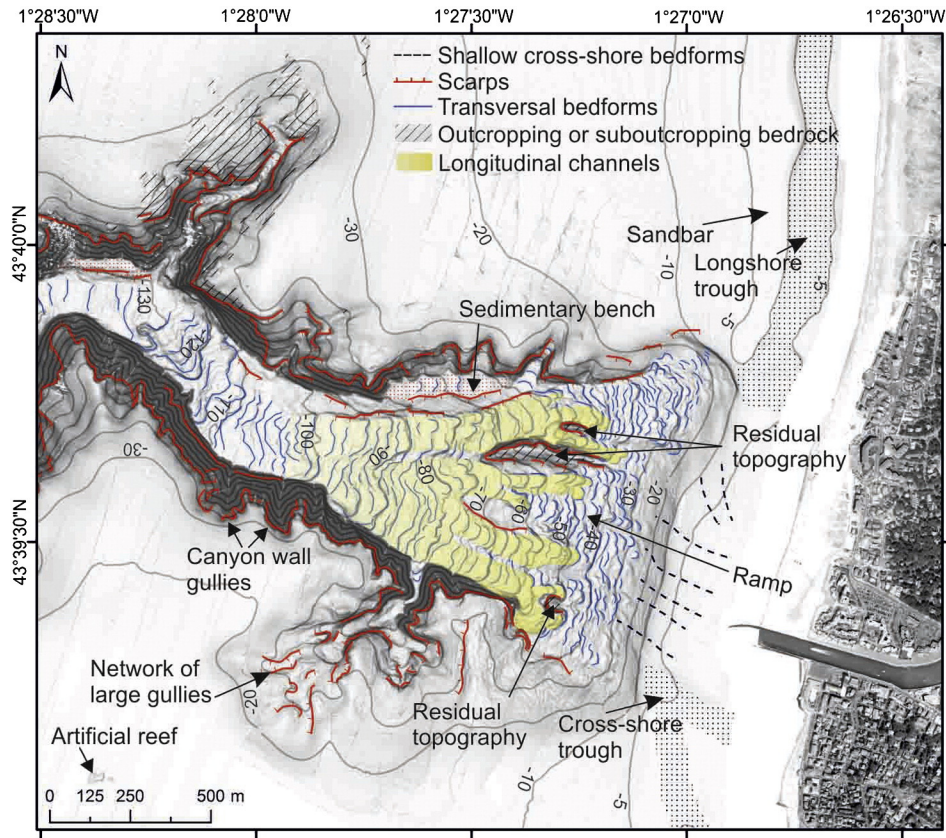 1°28'30"W 1°28'0"W 1°27'30"W 1°27'0"W 1°26'30"W
N
Shallow cross-shore bedforms
Scarps
Transversal bedforms
Outcropping or suboutcropping bedrock
Longitudinal channels
43°40'0"N
43°39'30"N
-30
-20
-10
-5
-5
Sandbar
Longshore
trough
-130
-120
-110
-100
-90
-80
-70
-60
-50
-40
-30
-20
Sedimentary bench
Residual
topography
-30
Canyon wall
gullies
Ramp
Network of
large gullies
-20
Residual
topography
Cross-shore
trough
Artificial reef
-10
-5
0 125 250 500 m